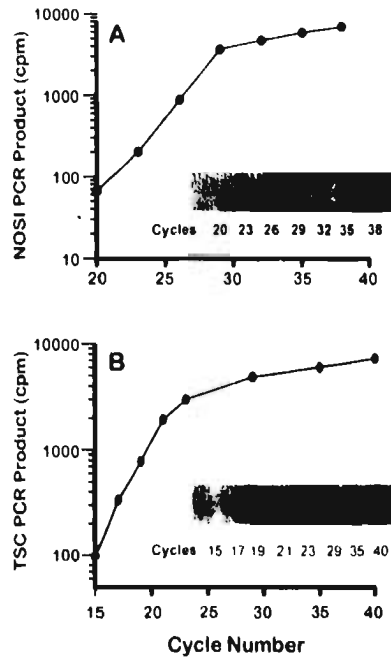 A
NOSI PCR Product (cpm)
10000
1000
100
10
Cycles 20 23 26 29 32 35 38
20 25 30 35 40
B
TSC PCR Product (cpm)
10000
1000
100
Cycles 15 17 19 21 23 29 35 40
15 20 25 30 35 40
Cycle Number